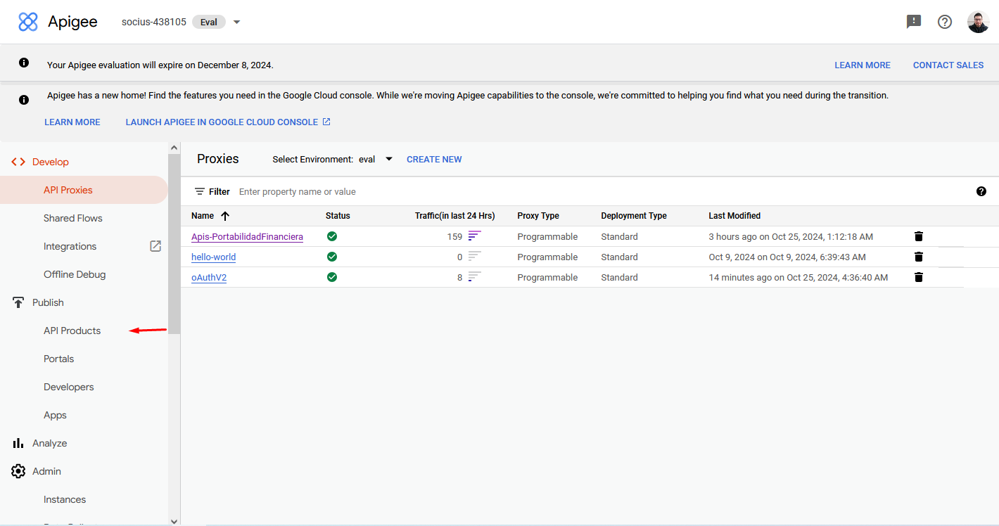 Apigee
socius-438105 Eval
Your Apigee evaluation will expire on December 8, 2024.
LEARN MORE CONTACT SALES
Apigee has a new home! Find the features you need in the Google Cloud console. While we're moving Apigee capabilities to the console, we're committed to helping you find what you need during the transition.
LEARN MORE LAUNCH APIGEE IN GOOGLE CLOUD CONSOLE
Develop
API Proxies
Shared Flows
Integrations
Offline Debug
Publish
API Products
Portals
Developers
Apps
Analyze
Admin
Instances
Proxies Select Environment: eval CREATE NEW
Filter Enter property name or value
Name Status Traffic(in last 24 Hrs) Proxy Type Deployment Type Last Modified
Apis-PortabilidadFinanciera 159 Programmable Standard 3 hours ago on Oct 25, 2024, 1:12:18 AM
hello-world 0 Programmable Standard Oct 9, 2024 on Oct 9, 2024, 6:39:43 AM
oAuthV2 8 Programmable Standard 14 minutes ago on Oct 25, 2024, 4:36:40 AM